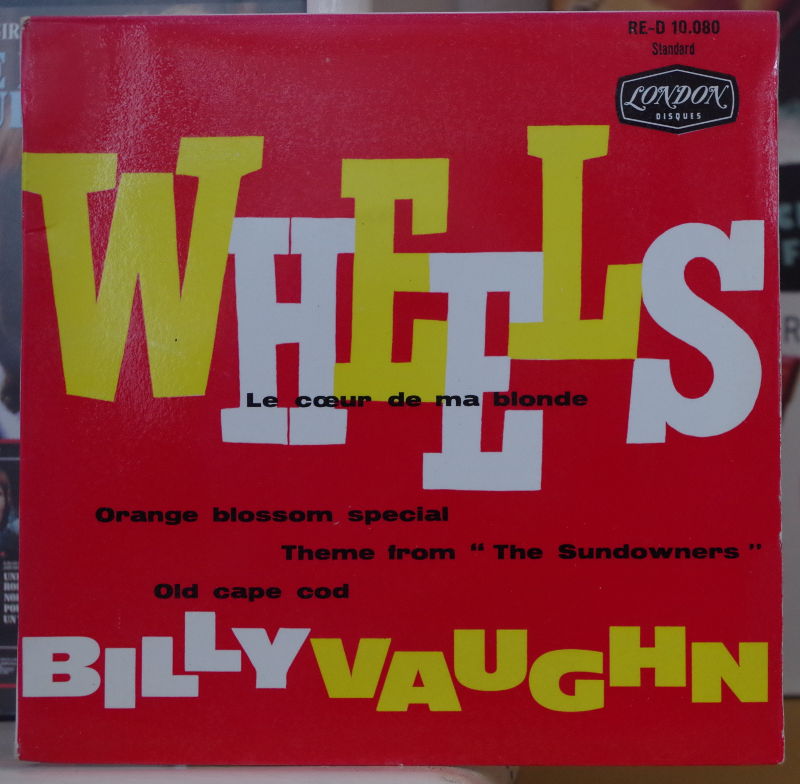 RE-D 10.080
Standard
LONDON
DISQUES
WHEELS
Le cœur de ma blonde
Orange blossom special
Theme from “ The Sundowners ”
Old cape cod
BILLY VAUGHN